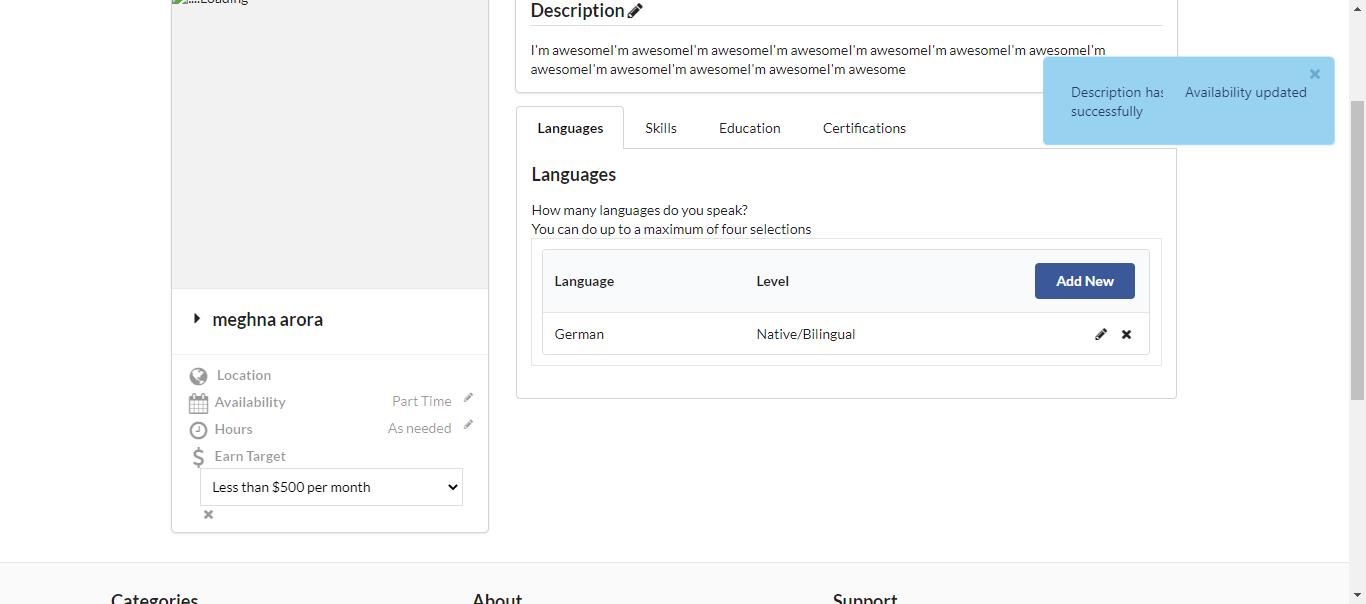 ....Loading
meghna arora
Location
Availability Part Time
Hours As needed
Earn Target
Less than $500 per month
Description
I'm awesomeI'm awesomeI'm awesomeI'm awesomeI'm awesomeI'm awesomeI'm awesomeI'm
awesomeI'm awesomeI'm awesomeI'm awesomeI'm awesome
Description has
successfully
Availability updated
Languages Skills Education Certifications
Languages
How many languages do you speak?
You can do up to a maximum of four selections
Language Level Add New
German Native/Bilingual
Categories About Support